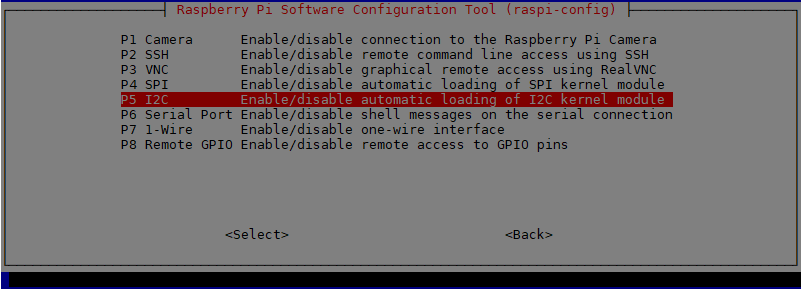 Raspberry Pi Software Configuration Tool (raspi-config)
P1 Camera Enable/disable connection to the Raspberry Pi Camera
P2 SSH Enable/disable remote command line access using SSH
P3 VNC Enable/disable graphical remote access using RealVNC
P4 SPI Enable/disable automatic loading of SPI kernel module
P5 I2C Enable/disable automatic loading of I2C kernel module
P6 Serial Port Enable/disable shell messages on the serial connection
P7 1-Wire Enable/disable one-wire interface
P8 Remote GPIO Enable/disable remote access to GPIO pins
<Select> <Back>